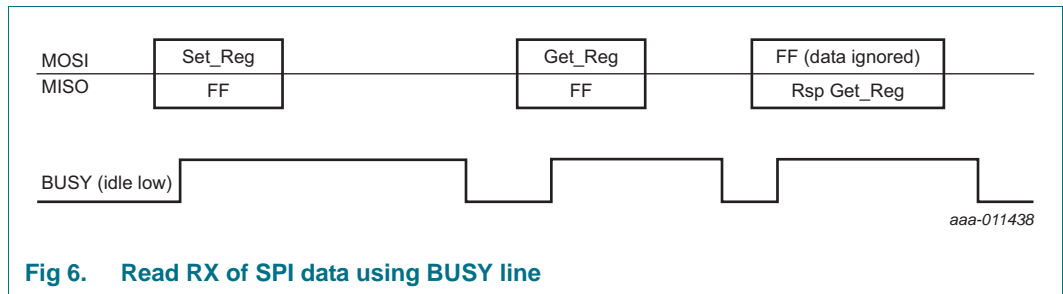 MOSI Set_Reg Get_Reg FF (data ignored)
MISO FF FF Rsp Get_Reg
BUSY (idle low)
aaa-011438
Fig 6. Read RX of SPI data using BUSY line